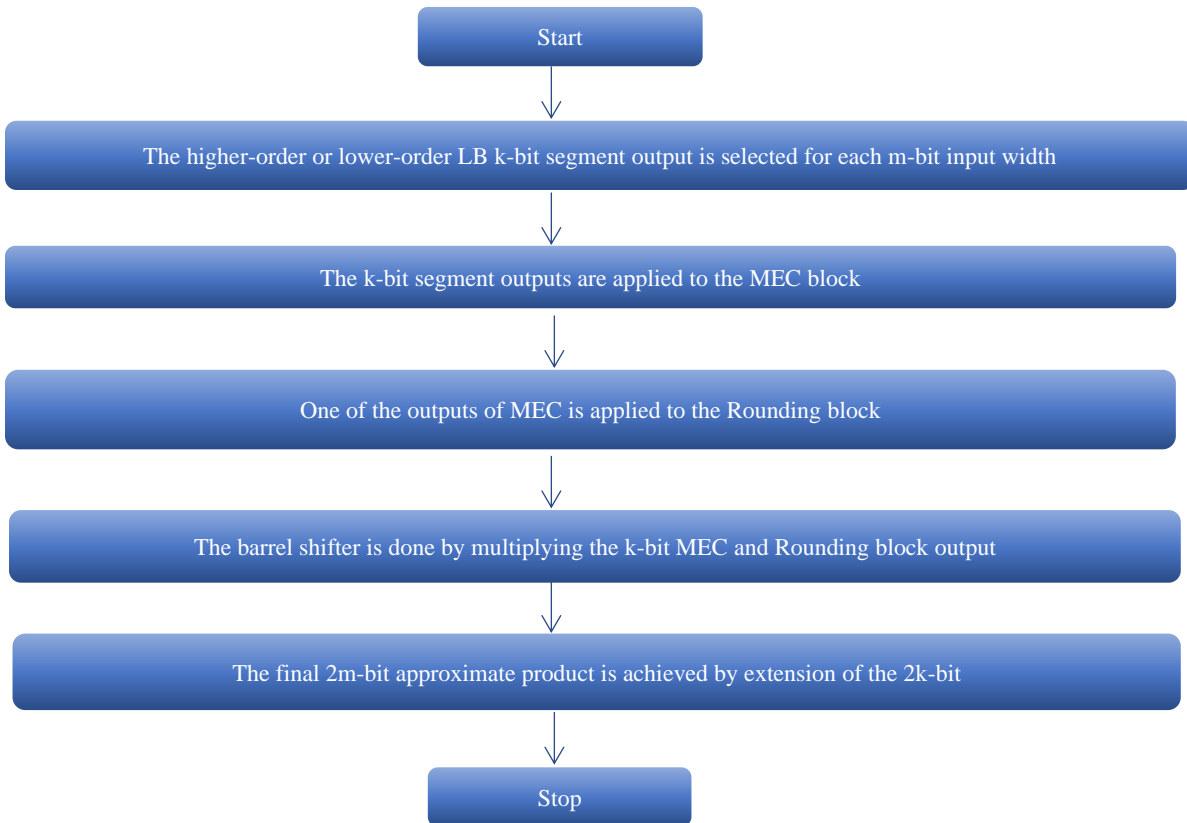 Start
The higher-order or lower-order LB k-bit segment output is selected for each m-bit input width
The k-bit segment outputs are applied to the MEC block
One of the outputs of MEC is applied to the Rounding block
The barrel shifter is done by multiplying the k-bit MEC and Rounding block output
The final 2m-bit approximate product is achieved by extension of the 2k-bit
Stop